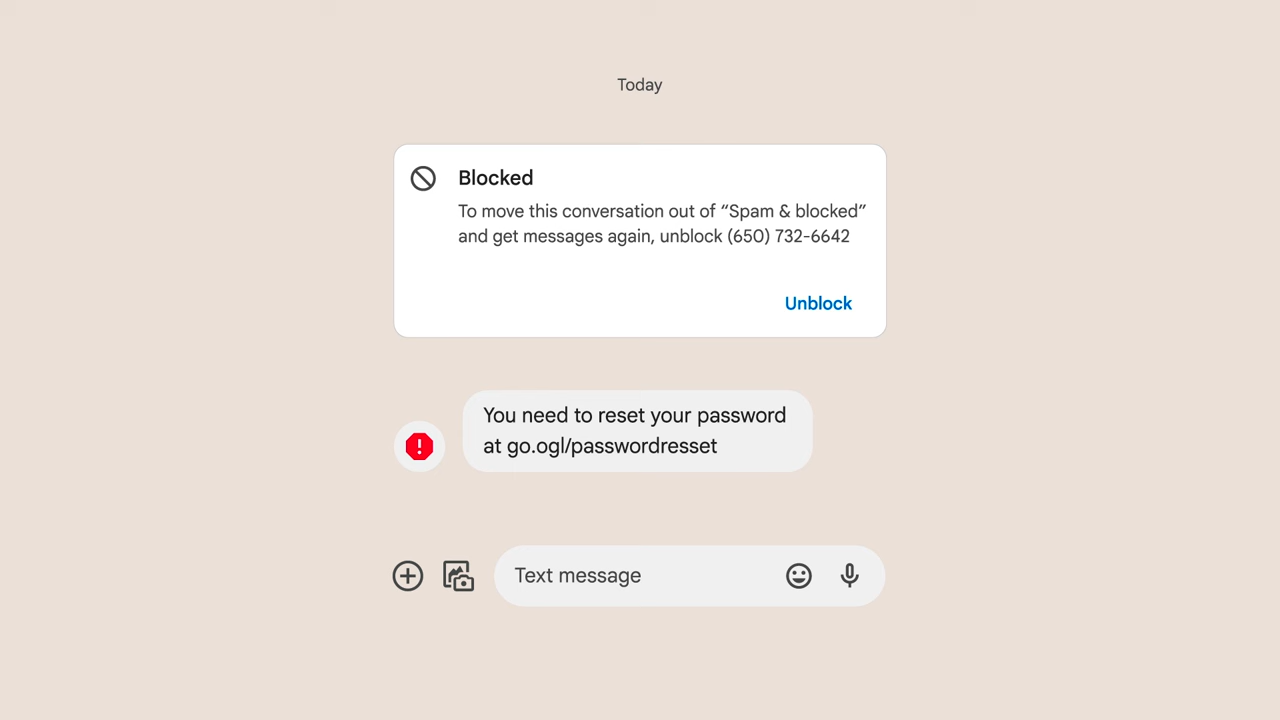 Today
Blocked
To move this conversation out of “Spam & blocked”
and get messages again, unblock (650) 732-6642
Unblock
You need to reset your password
at go.ogl/passwordresset
Text message